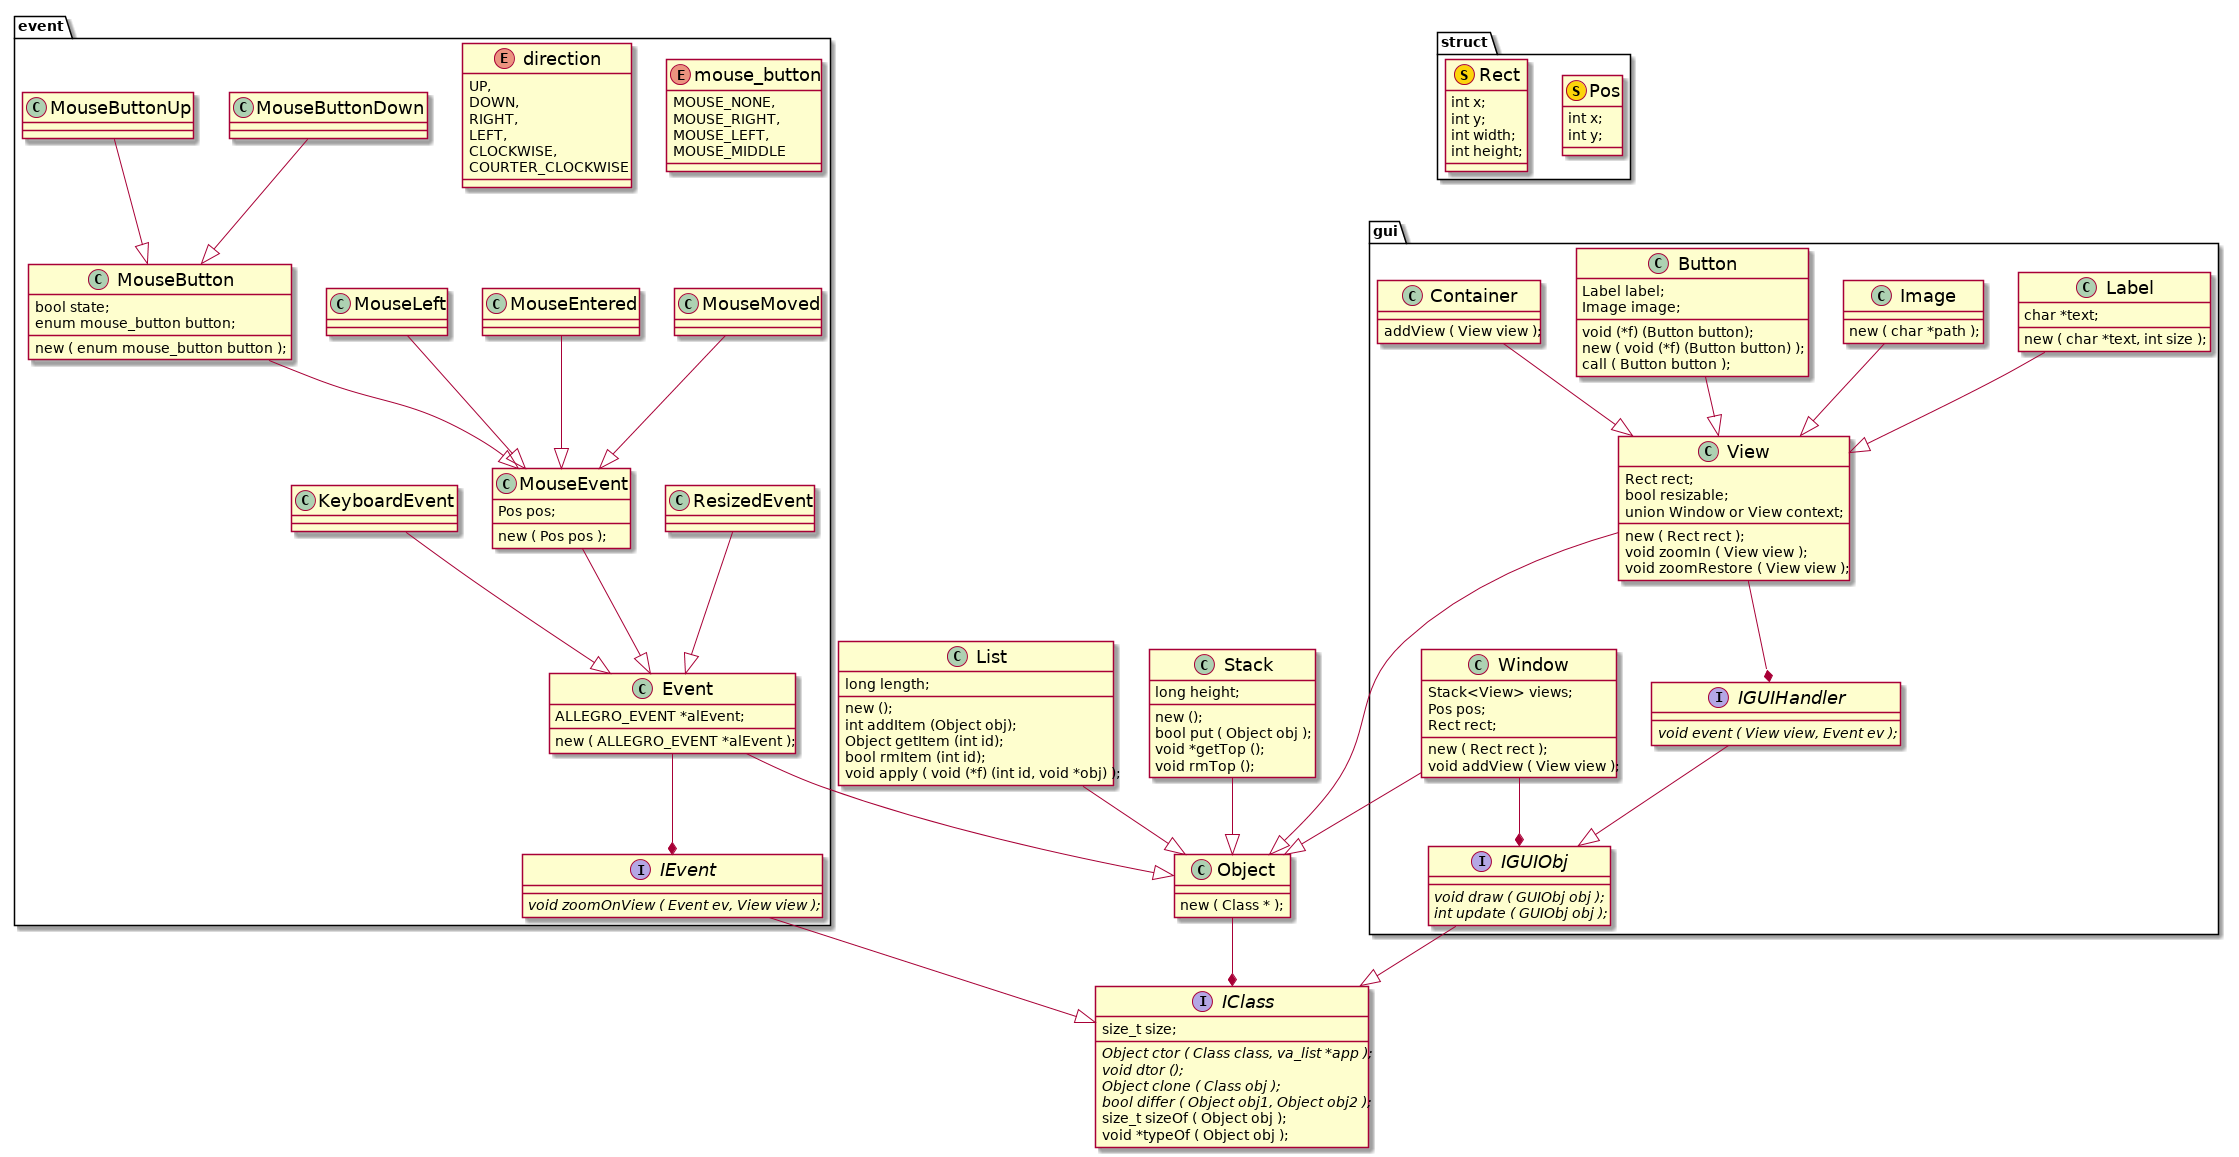 event
E direction
UP,
DOWN,
RIGHT,
LEFT,
CLOCKWISE,
COUNTER_CLOCKWISE
E mouse_button
MOUSE_NONE,
MOUSE_RIGHT,
MOUSE_LEFT,
MOUSE_MIDDLE
C MouseButtonUp
C MouseButtonDown
C MouseButton
bool state;
enum mouse_button button;
new ( enum mouse_button button );
C MouseLeft
C MouseEntered
C MouseMoved
C KeyboardEvent
C MouseEvent
Pos pos;
new ( Pos pos );
C ResizedEvent
C Event
ALLEGRO_EVENT *alEvent;
new ( ALLEGRO_EVENT *alEvent );
I IEvent
void zoomOnView ( Event ev, View view );
struct
S Rect
int x;
int y;
int width;
int height;
S Pos
int x;
int y;
gui
C Container
addView ( View view );
C Button
Label label;
Image image;
void (*f) (Button button);
new ( void (*f) (Button button) );
call ( Button button );
C Image
new ( char *path );
C Label
char *text;
new ( char *text, int size );
C View
Rect rect;
bool resizable;
union Window or View context;
new ( Rect rect );
void zoomIn ( View view );
void zoomRestore ( View view );
C List
long length;
new ();
int addItem (Object obj);
Object getItem (int id);
bool rmItem (int id);
void apply ( void (*f) (int id, void *obj) );
C Stack
long height;
new ();
bool put ( Object obj );
void *getTop ();
void rmTop ();
C Window
Stack<View> views;
Pos pos;
Rect rect;
new ( Rect rect );
void addView ( View view );
I IGUIHandler
void event ( View view, Event ev );
C Object
new ( Class * );
I IGUIObj
void draw ( GUIObj obj );
int update ( GUIObj obj );
I IClass
size_t size;
Object ctor ( Class class, va_list *app );
void dtor ();
Object clone ( Class obj );
bool differ ( Object obj1, Object obj2 );
size_t sizeOf ( Object obj );
void *typeOf ( Object obj );